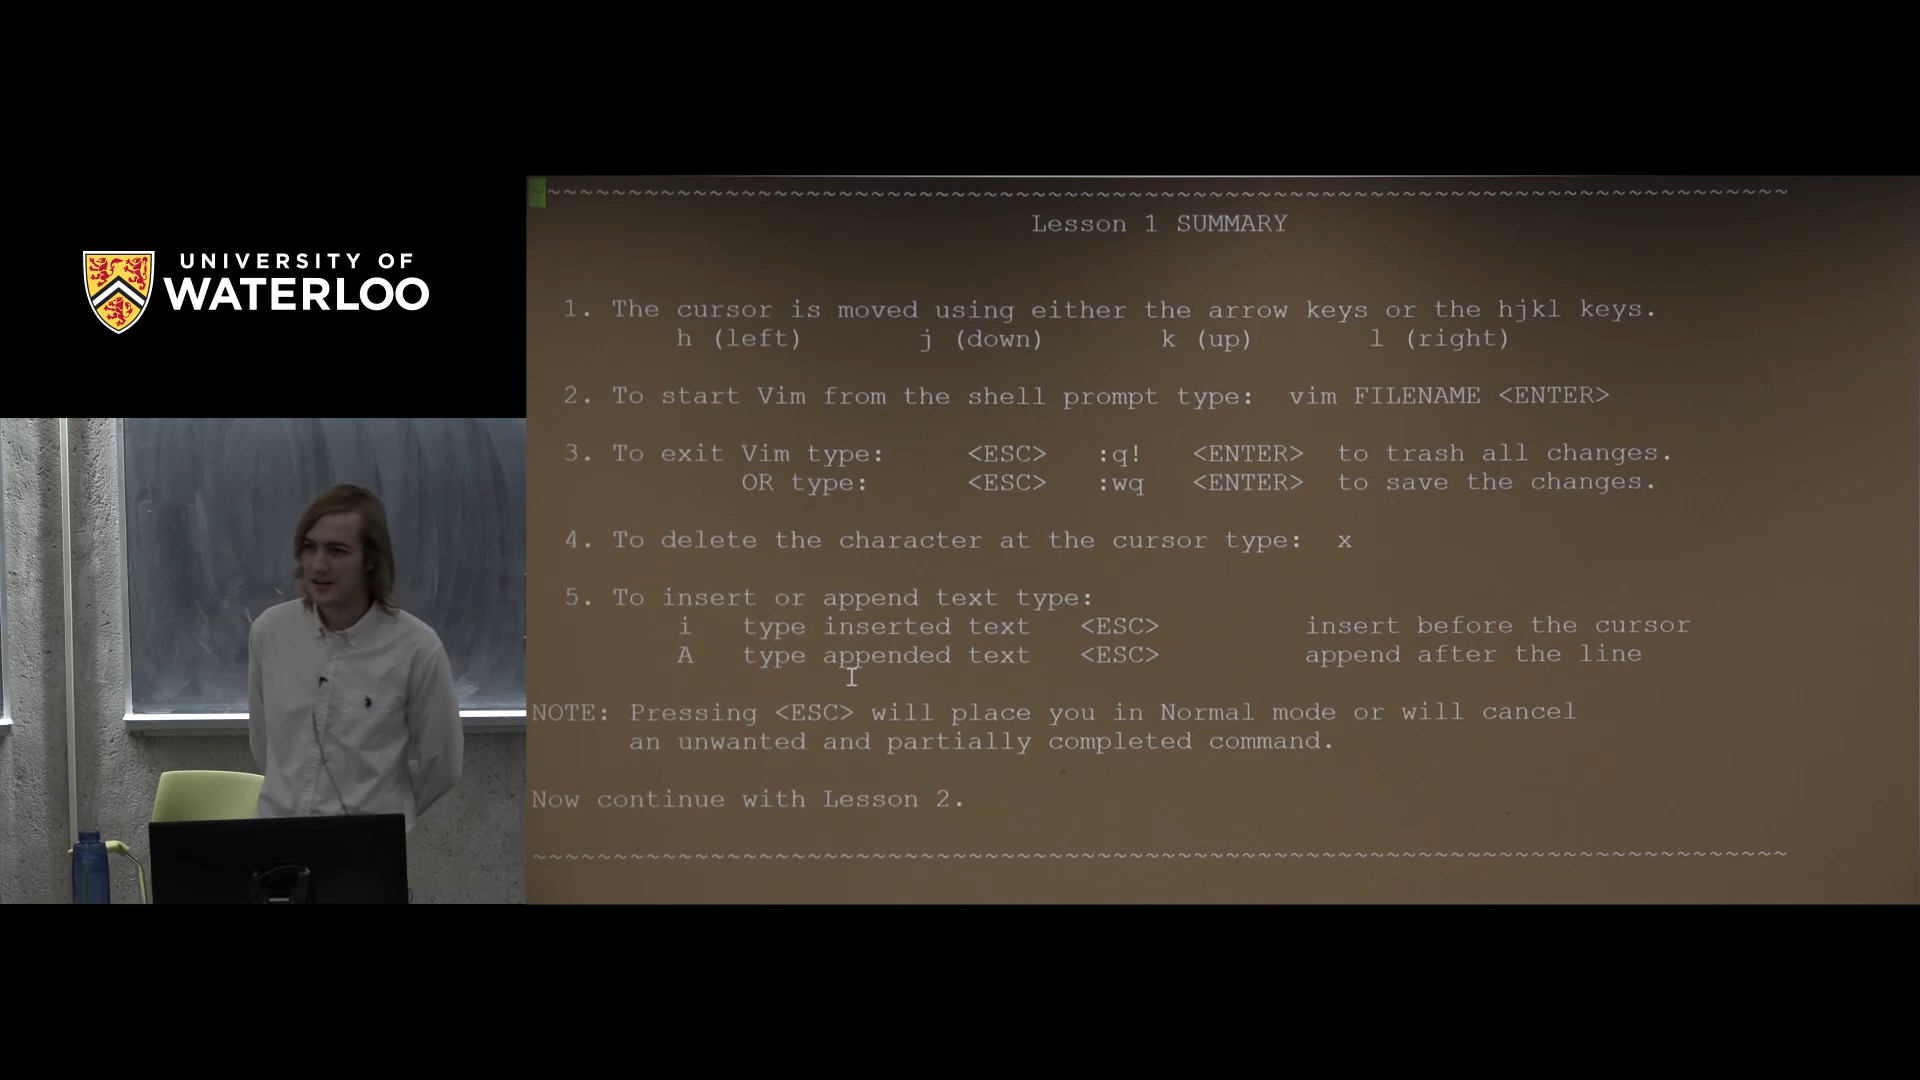 UNIVERSITY OF
WATERLOO
~~~~~~~~~~~~~~~~~~~~~~~~~~~~~~~~~~~~~~~~~~~~~~~~~~~~~~~~~~~~~~~~~~~~~~~~~~~~~~
Lesson 1 SUMMARY
1. The cursor is moved using either the arrow keys or the hjkl keys.
h (left) j (down) k (up) l (right)
2. To start Vim from the shell prompt type: vim FILENAME <ENTER>
3. To exit Vim type: <ESC> :q! <ENTER> to trash all changes.
OR type: <ESC> :wq <ENTER> to save the changes.
4. To delete the character at the cursor type: x
5. To insert or append text type:
i type inserted text <ESC> insert before the cursor
A type appended text <ESC> append after the line
NOTE: Pressing <ESC> will place you in Normal mode or will cancel
an unwanted and partially completed command.
Now continue with Lesson 2.
~~~~~~~~~~~~~~~~~~~~~~~~~~~~~~~~~~~~~~~~~~~~~~~~~~~~~~~~~~~~~~~~~~~~~~~~~~~~~~